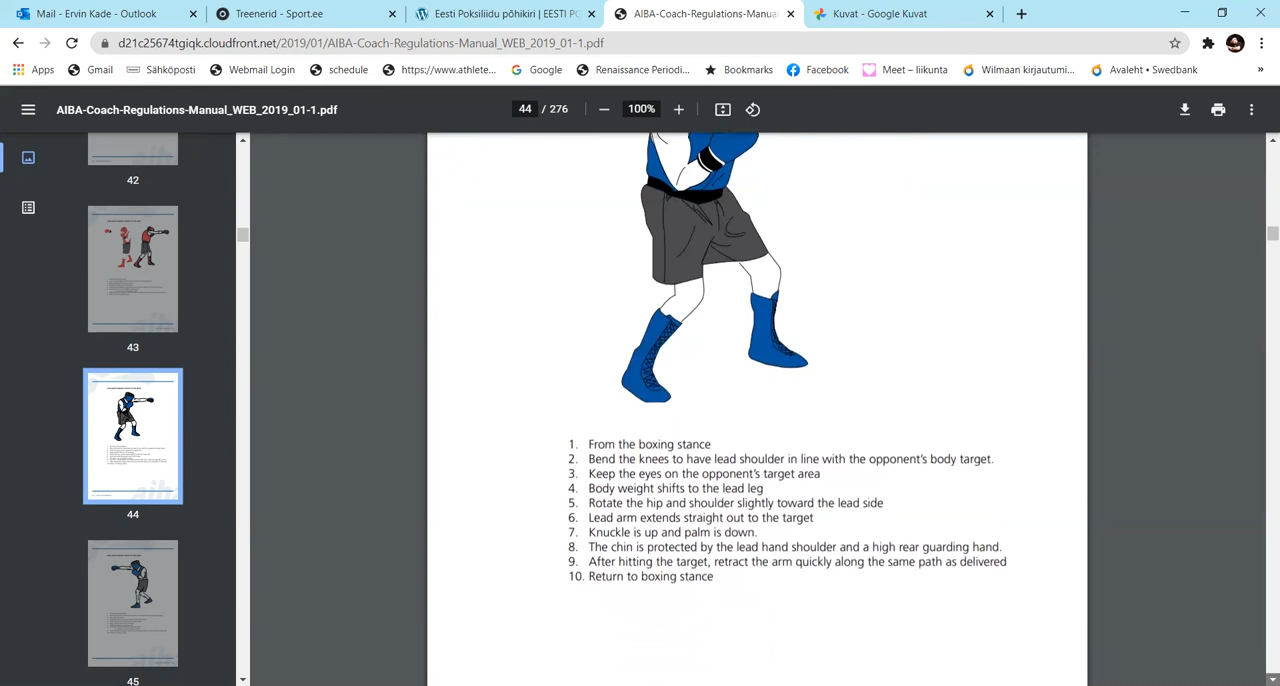 Mail - Ervin Kade - Outlook
Treenerid - Sport.ee
Eesti Poksiliidu põhikiri | EESTI PO
AIBA-Coach-Regulations-Manua
Kuvat - Google Kuvat
d21c25674tgiqk.cloudfront.net/2019/01/AIBA-Coach-Regulations-Manual_WEB_2019_01-1.pdf
Apps
Gmail
Sähköposti
Webmail Login
schedule
https://www.athlete...
Google
Renaissance Periodi...
Bookmarks
Facebook
Meet – liikunta
Wilmaan kirjautumi...
Avaleht • Swedbank
»
AIBA-Coach-Regulations-Manual_WEB_2019_01-1.pdf
44 / 276
100%
42
43
44
45
1. From the boxing stance
2. Bend the knees to have lead shoulder in line with the opponent's body target.
3. Keep the eyes on the opponent's target area
4. Body weight shifts to the lead leg
5. Rotate the hip and shoulder slightly toward the lead side
6. Lead arm extends straight out to the target
7. Knuckle is up and palm is down.
8. The chin is protected by the lead hand shoulder and a high rear guarding hand.
9. After hitting the target, retract the arm quickly along the same path as delivered
10. Return to boxing stance